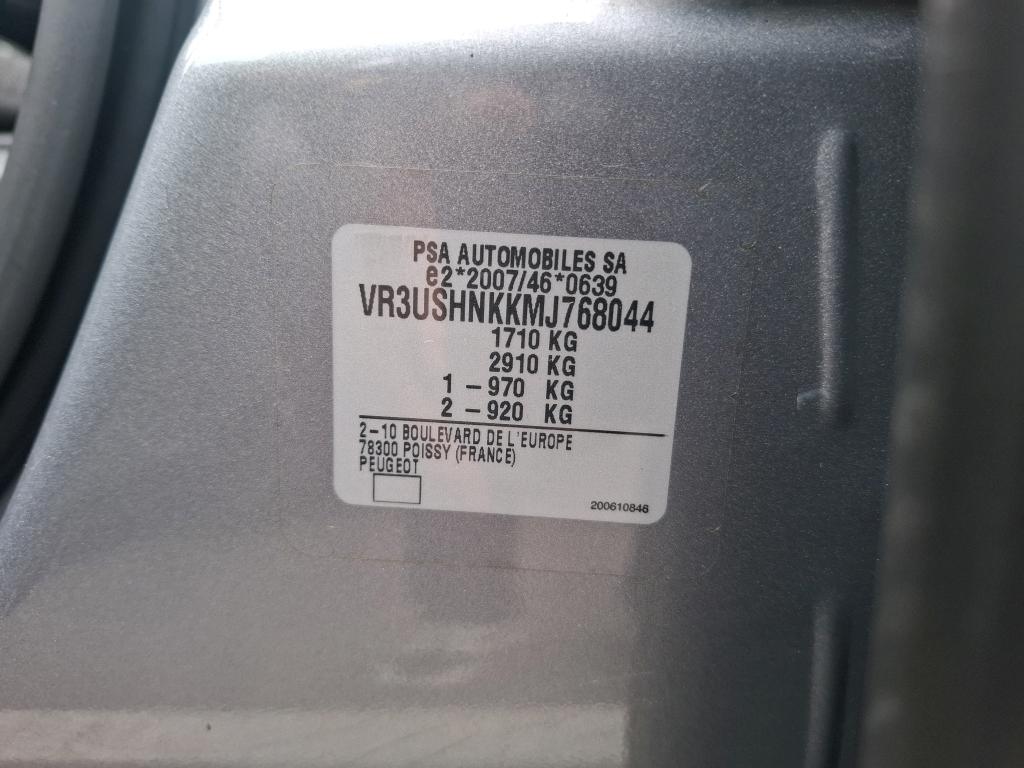 PSA AUTOMOBILES SA
e2*2007/46*0639
VR3USHNKKMJ768044
1710 KG
2910 KG
1 -970 KG
2 -920 KG
2-10 BOULEVARD DE L'EUROPE
78300 POISSY (FRANCE)
PEUGEOT
200610846